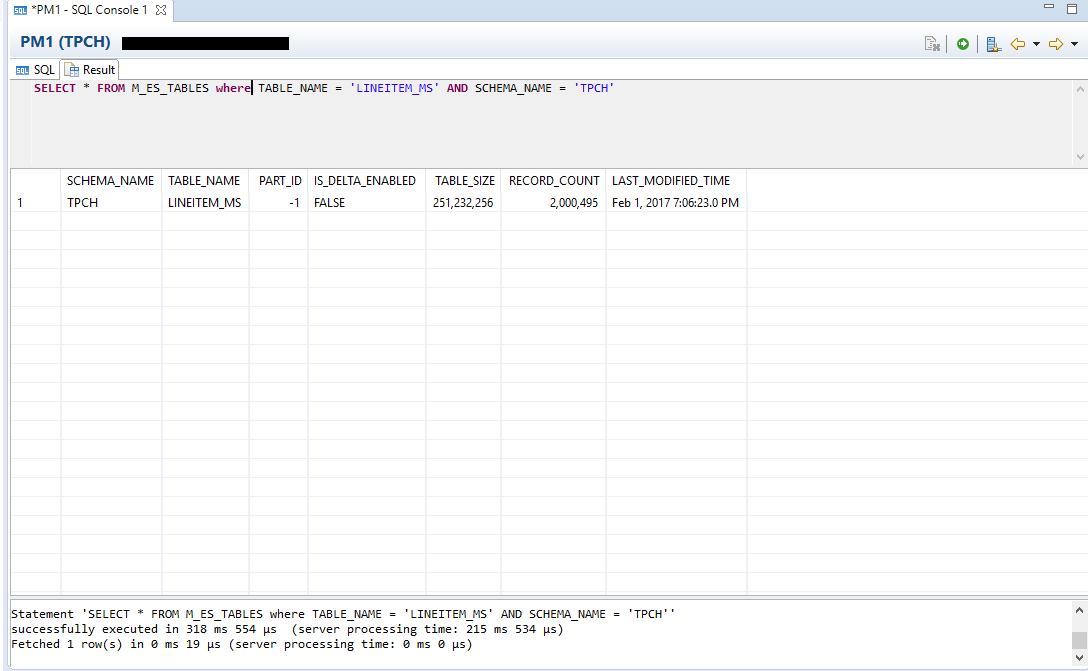 *PM1 - SQL Console 1
PM1 (TPCH)
SQL Result
SELECT * FROM M_ES_TABLES where TABLE_NAME = 'LINEITEM_MS' AND SCHEMA_NAME = 'TPCH'
SCHEMA_NAME TABLE_NAME PART_ID IS_DELTA_ENABLED TABLE_SIZE RECORD_COUNT LAST_MODIFIED_TIME
1 TPCH LINEITEM_MS -1 FALSE 251,232,256 2,000,495 Feb 1, 2017 7:06:23.0 PM
Statement 'SELECT * FROM M_ES_TABLES where TABLE_NAME = 'LINEITEM_MS' AND SCHEMA_NAME = 'TPCH''
successfully executed in 318 ms 554 µs (server processing time: 215 ms 534 µs)
Fetched 1 row(s) in 0 ms 19 µs (server processing time: 0 ms 0 µs)